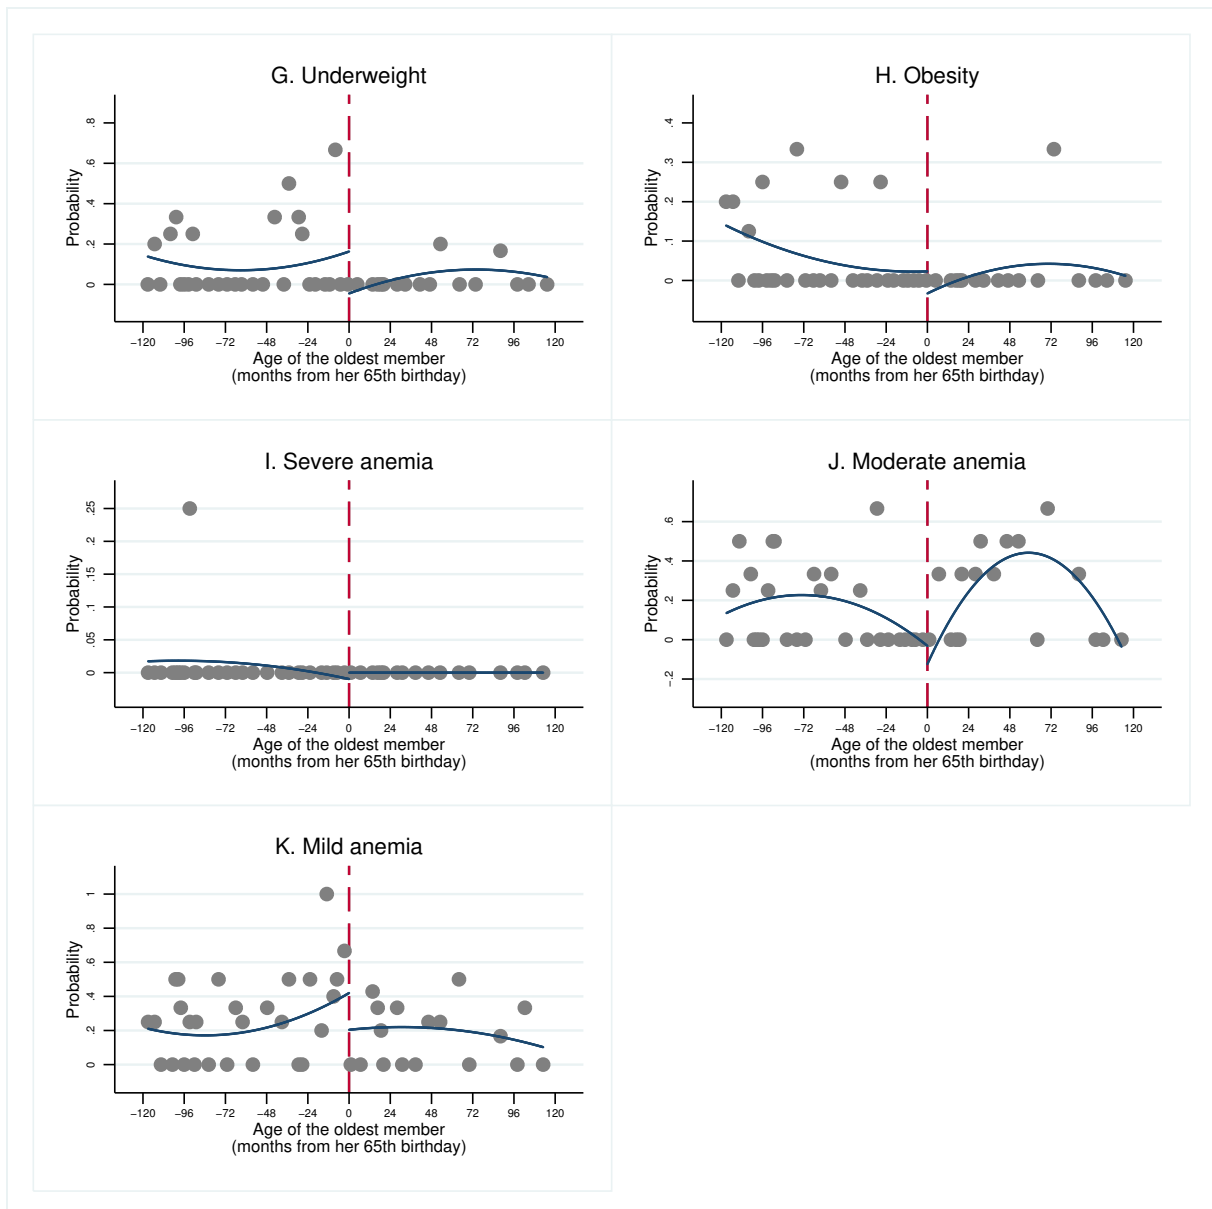 G. Underweight
Probability
.8
.6
.4
.2
0
−120 −96 −72 −48 −24 0 24 48 72 96 120
Age of the oldest member
(months from her 65th birthday)
H. Obesity
Probability
.4
.3
.2
.1
0
−120 −96 −72 −48 −24 0 24 48 72 96 120
Age of the oldest member
(months from her 65th birthday)
I. Severe anemia
Probability
.25
.2
.15
.1
.05
0
−120 −96 −72 −48 −24 0 24 48 72 96 120
Age of the oldest member
(months from her 65th birthday)
J. Moderate anemia
Probability
.6
.4
.2
0
−.2
−120 −96 −72 −48 −24 0 24 48 72 96 120
Age of the oldest member
(months from her 65th birthday)
K. Mild anemia
Probability
1
.8
.6
.4
.2
0
−120 −96 −72 −48 −24 0 24 48 72 96 120
Age of the oldest member
(months from her 65th birthday)